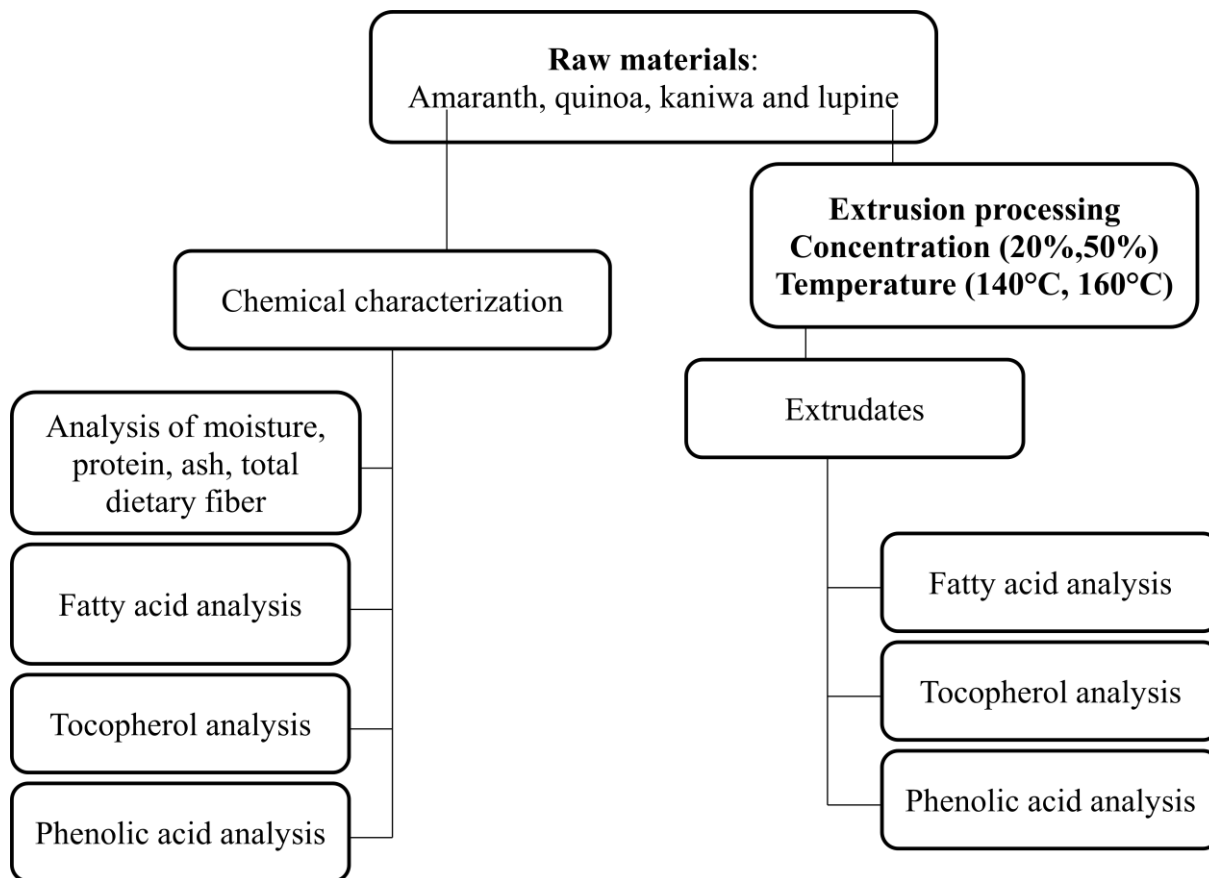 Raw materials:
Amaranth, quinoa, kaniwa and lupine
Extrusion processing
Concentration (20%,50%)
Temperature (140°C, 160°C)
Chemical characterization
Extrudates
Analysis of moisture,
protein, ash, total
dietary fiber
Fatty acid analysis
Tocopherol analysis
Phenolic acid analysis
Fatty acid analysis
Tocopherol analysis
Phenolic acid analysis